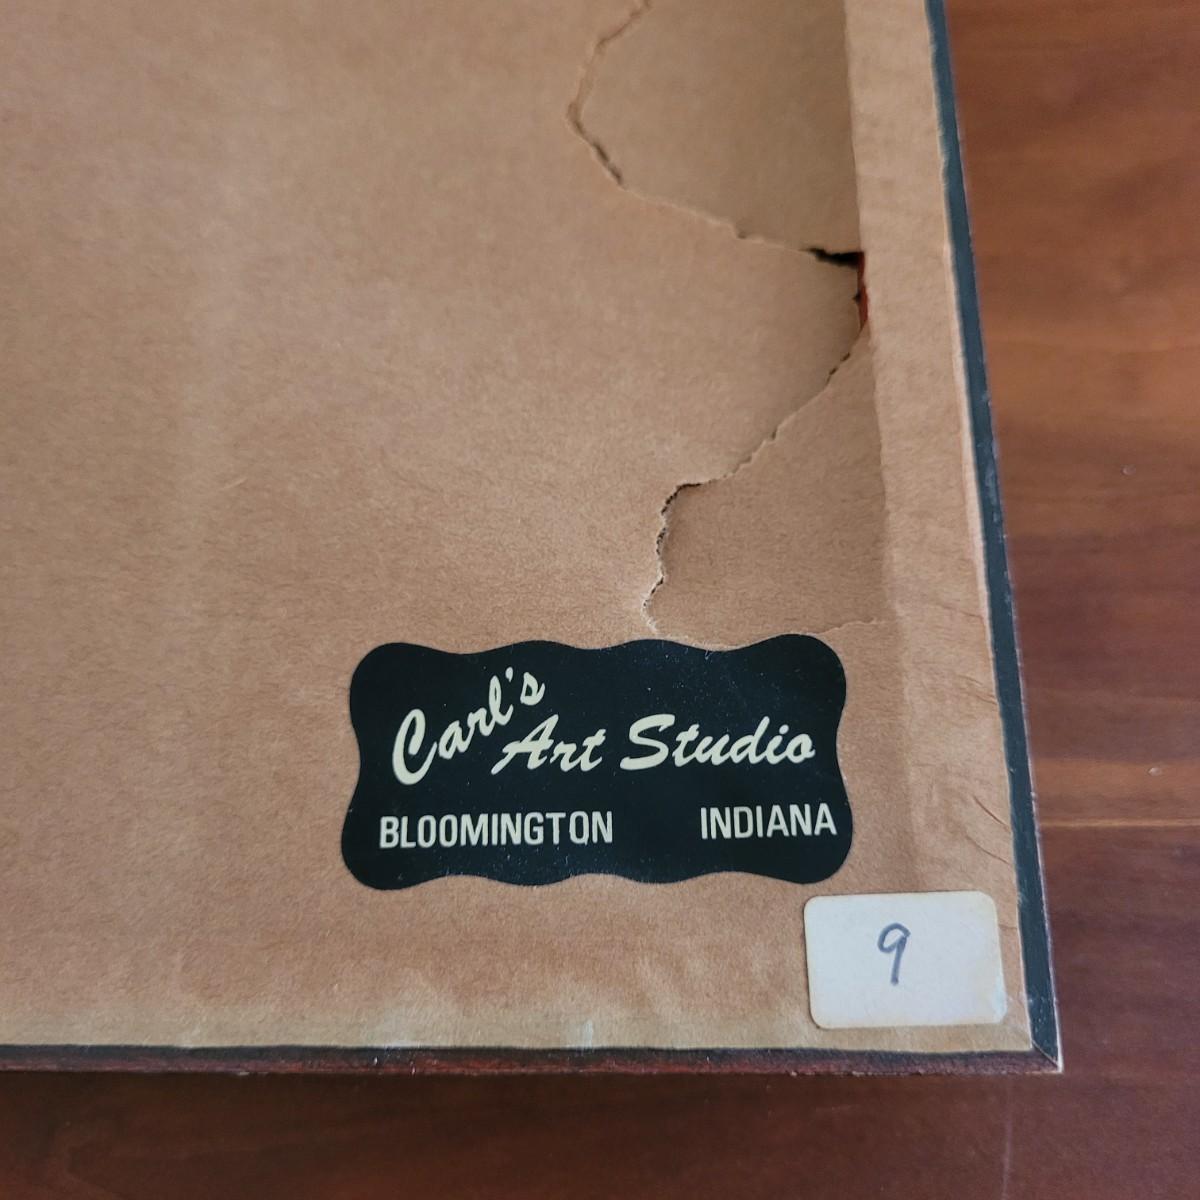 Carl's
Art Studio
BLOOMINGTON INDIANA
9